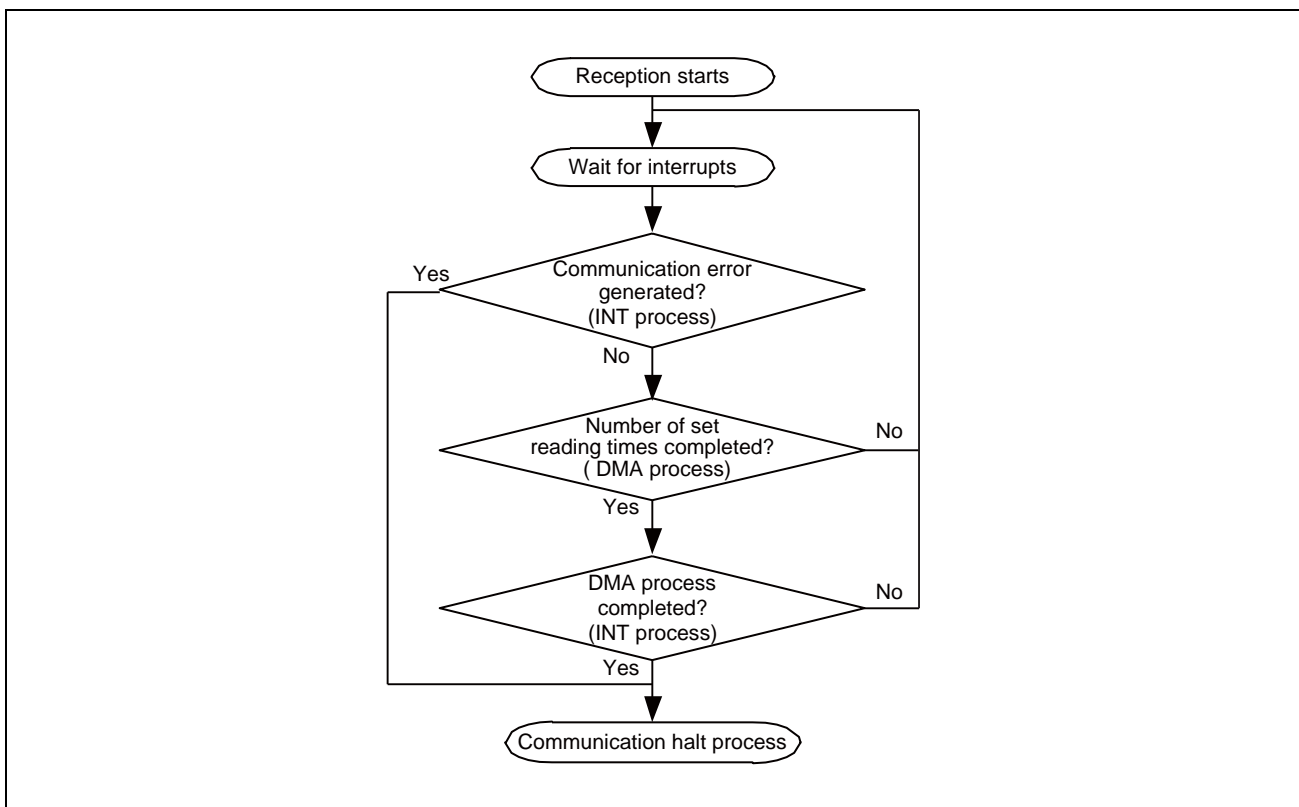 Reception starts
Wait for interrupts
Yes
Communication error
generated?
(INT process)
No
Number of set
reading times completed?
( DMA process)
No
Yes
DMA process
completed?
(INT process)
No
Yes
Communication halt process